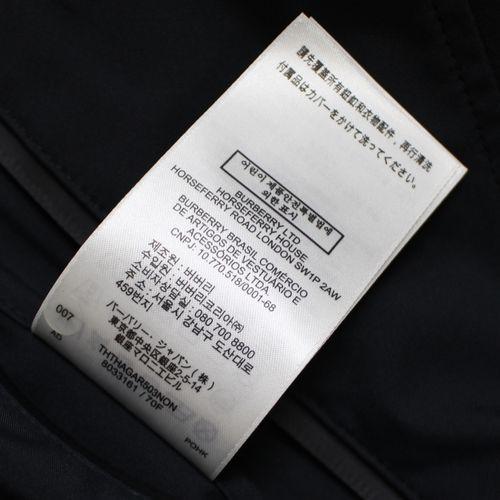 請先覆蓋所有鈕釦和衣物配件，再行清洗
付属品はカバーをかけて洗ってください。
어린이제품안전특별법에
의한 표시
BURBERRY LTD
HORSEFERRY HOUSE
HORSEFERRY ROAD LONDON SW1P 2AW
BURBERRY BRASIL COMÉRCIO
DE ARTIGOS DE VESTUÁRIO E
ACESSÓRIOS LTDA
CNPJ: 10.770.518/0001-68
제조원 : 버버리
수입원 : 버버리코리아㈜
소비자상담실 : 080 700 8800
주소 : 서울시 강남구 도산대로
459번지
バーバリー・ジャパン(株)
東京都中央区銀座2-5-14
銀座マロニエビル
THTHAGAR503NON
8033161 / 70F
007
AD
POHK